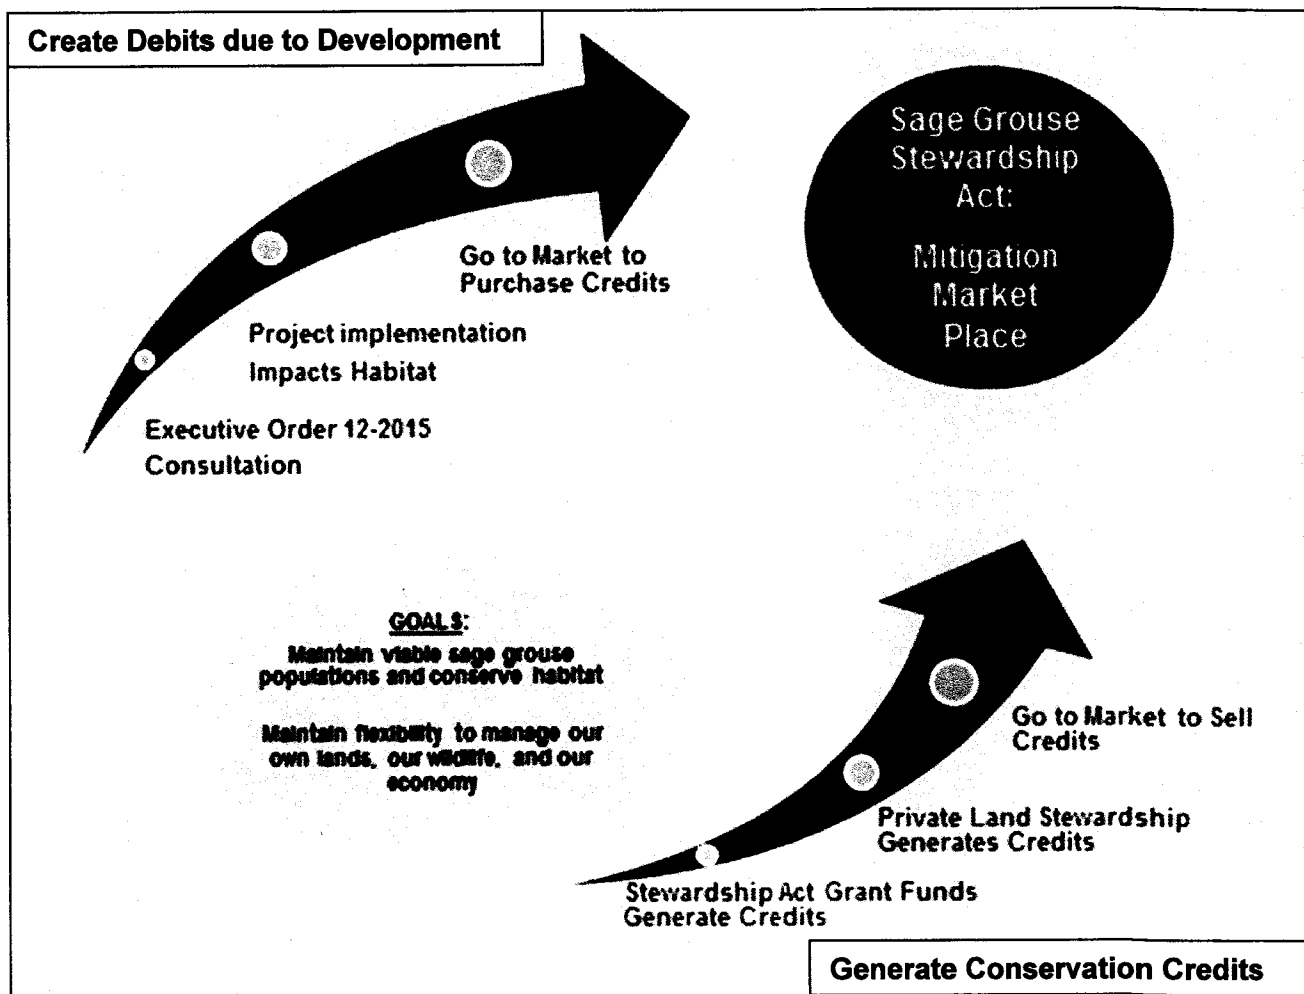 Create Debits due to Development
Sage Grouse
Stewardship
Act:
Mitigation
Market
Place
Go to Market to
Purchase Credits
Project implementation
Impacts Habitat
Executive Order 12-2015
Consultation
GOALS:
Maintain viable sage grouse
populations and conserve habitat
Maintain flexibility to manage our
own lands, our wildlife, and our
economy
Go to Market to Sell
Credits
Private Land Stewardship
Generates Credits
Stewardship Act Grant Funds
Generate Credits
Generate Conservation Credits